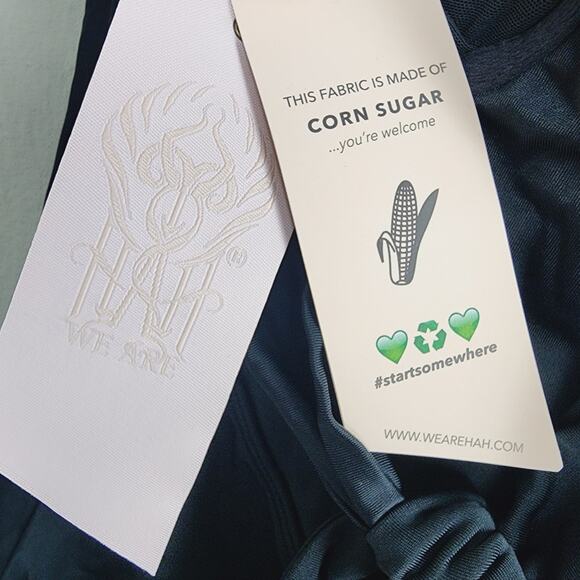 HAH
WE ARE
®
THIS FABRIC IS MADE OF
CORN SUGAR
...you're welcome
#startsomewhere
WWW.WEAREHAH.COM